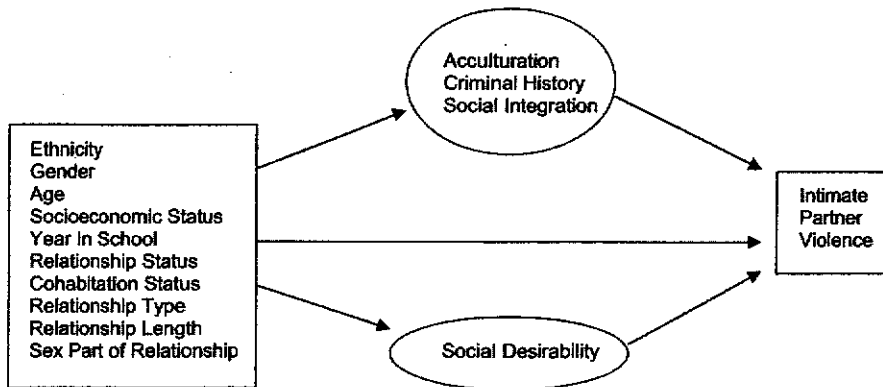 Acculturation
Criminal History
Social Integration
Ethnicity
Gender
Age
Socioeconomic Status
Year In School
Relationship Status
Cohabitation Status
Relationship Type
Relationship Length
Sex Part of Relationship
Intimate
Partner
Violence
Social Desirability